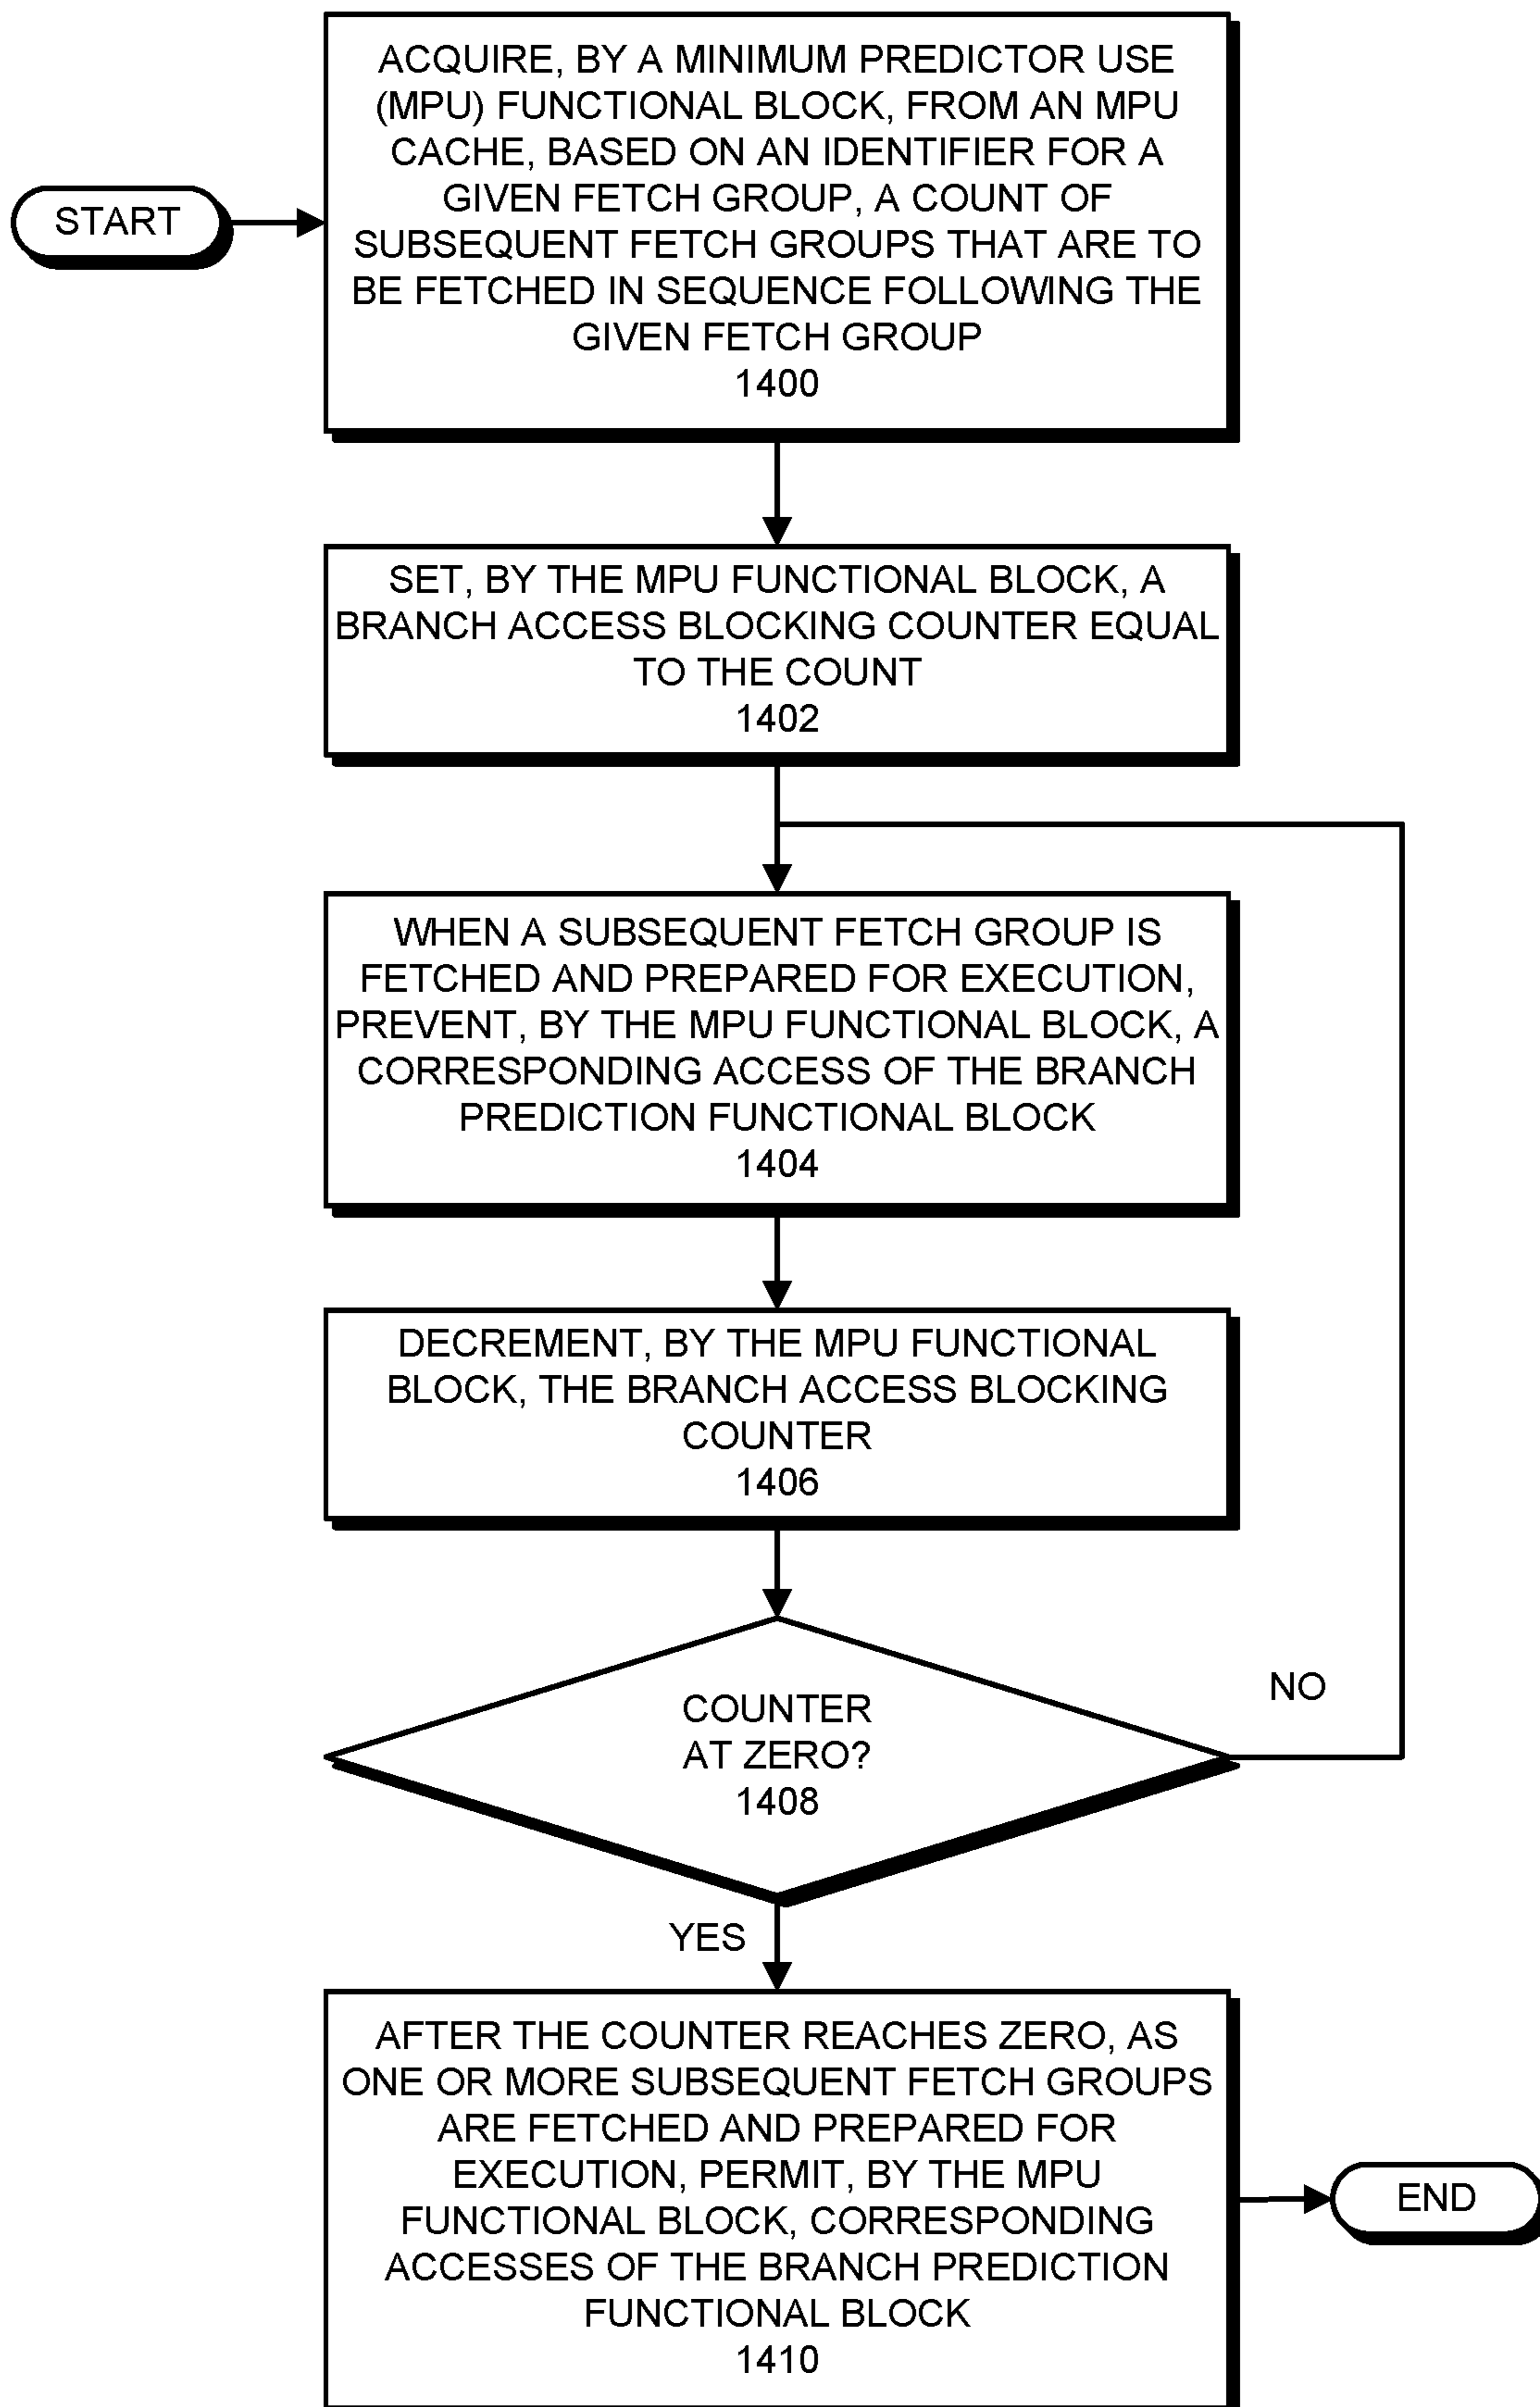 START
ACQUIRE, BY A MINIMUM PREDICTOR USE
(MPU) FUNCTIONAL BLOCK, FROM AN MPU
CACHE, BASED ON AN IDENTIFIER FOR A
GIVEN FETCH GROUP, A COUNT OF
SUBSEQUENT FETCH GROUPS THAT ARE TO
BE FETCHED IN SEQUENCE FOLLOWING THE
GIVEN FETCH GROUP
1400
SET, BY THE MPU FUNCTIONAL BLOCK, A
BRANCH ACCESS BLOCKING COUNTER EQUAL
TO THE COUNT
1402
WHEN A SUBSEQUENT FETCH GROUP IS
FETCHED AND PREPARED FOR EXECUTION,
PREVENT, BY THE MPU FUNCTIONAL BLOCK, A
CORRESPONDING ACCESS OF THE BRANCH
PREDICTION FUNCTIONAL BLOCK
1404
DECREMENT, BY THE MPU FUNCTIONAL
BLOCK, THE BRANCH ACCESS BLOCKING
COUNTER
1406
COUNTER
AT ZERO?
1408
NO
YES
AFTER THE COUNTER REACHES ZERO, AS
ONE OR MORE SUBSEQUENT FETCH GROUPS
ARE FETCHED AND PREPARED FOR
EXECUTION, PERMIT, BY THE MPU
FUNCTIONAL BLOCK, CORRESPONDING
ACCESSES OF THE BRANCH PREDICTION
FUNCTIONAL BLOCK
1410
END